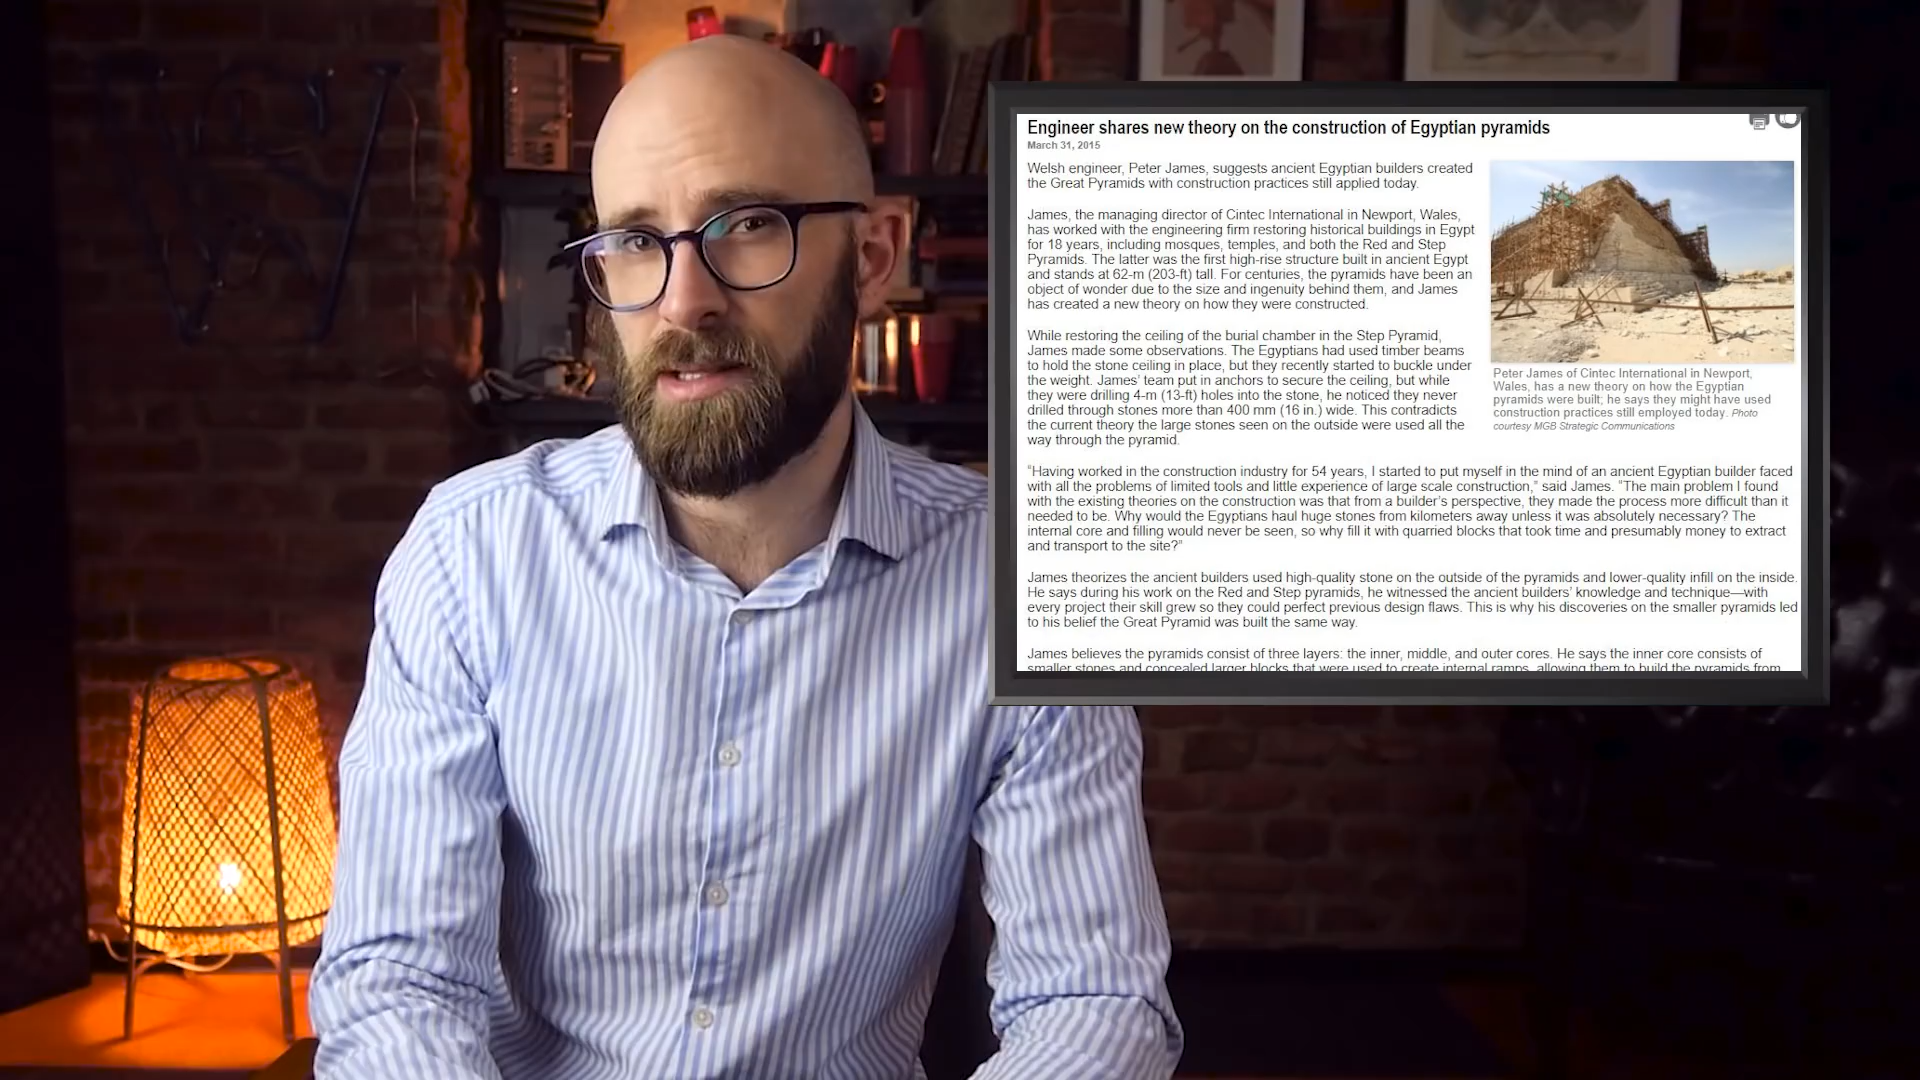 Engineer shares new theory on the construction of Egyptian pyramids
March 31, 2015
Welsh engineer, Peter James, suggests ancient Egyptian builders created
the Great Pyramids with construction practices still applied today.
James, the managing director of Cintec International in Newport, Wales,
has worked with the engineering firm restoring historical buildings in Egypt
for 18 years, including mosques, temples, and both the Red and Step
Pyramids. The latter was the first high-rise structure built in ancient Egypt
and stands at 62-m (203-ft) tall. For centuries, the pyramids have been an
object of wonder due to the size and ingenuity behind them, and James
has created a new theory on how they were constructed.
While restoring the ceiling of the burial chamber in the Step Pyramid,
James made some observations. The Egyptians had used timber beams
to hold the stone ceiling in place, but they recently started to buckle under
the weight. James' team put in anchors to secure the ceiling, but while
they were drilling 4-m (13-ft) holes into the stone, he noticed they never
drilled through stones more than 400 mm (16 in.) wide. This contradicts
the current theory the large stones seen on the outside were used all the
way through the pyramid.
Peter James of Cintec International in Newport,
Wales, has a new theory on how the Egyptian
pyramids were built; he says they might have used
construction practices still employed today. Photo
courtesy MGB Strategic Communications
“Having worked in the construction industry for 54 years, I started to put myself in the mind of an ancient Egyptian builder faced
with all the problems of limited tools and little experience of large scale construction,” said James. “The main problem I found
with the existing theories on the construction was that from a builder's perspective, they made the process more difficult than it
needed to be. Why would the Egyptians haul huge stones from kilometers away unless it was absolutely necessary? The
internal core and filling would never be seen, so why fill it with quarried blocks that took time and presumably money to extract
and transport to the site?”
James theorizes the ancient builders used high-quality stone on the outside of the pyramids and lower-quality infill on the inside.
He says during his work on the Red and Step pyramids, he witnessed the ancient builders' knowledge and technique—with
every project their skill grew so they could perfect previous design flaws. This is why his discoveries on the smaller pyramids led
to his belief the Great Pyramid was built the same way.
James believes the pyramids consist of three layers: the inner, middle, and outer cores. He says the inner core consists of
smaller stones and concealed larger blocks that were used to create internal ramps, allowing them to build the pyramids from